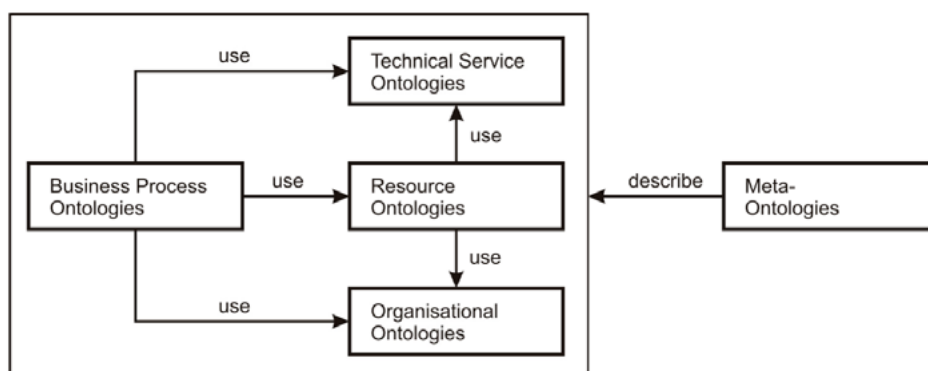 use
Technical Service
Ontologies
use
Business Process
Ontologies
use
Resource
Ontologies
describe
Meta-
Ontologies
use
use
Organisational
Ontologies